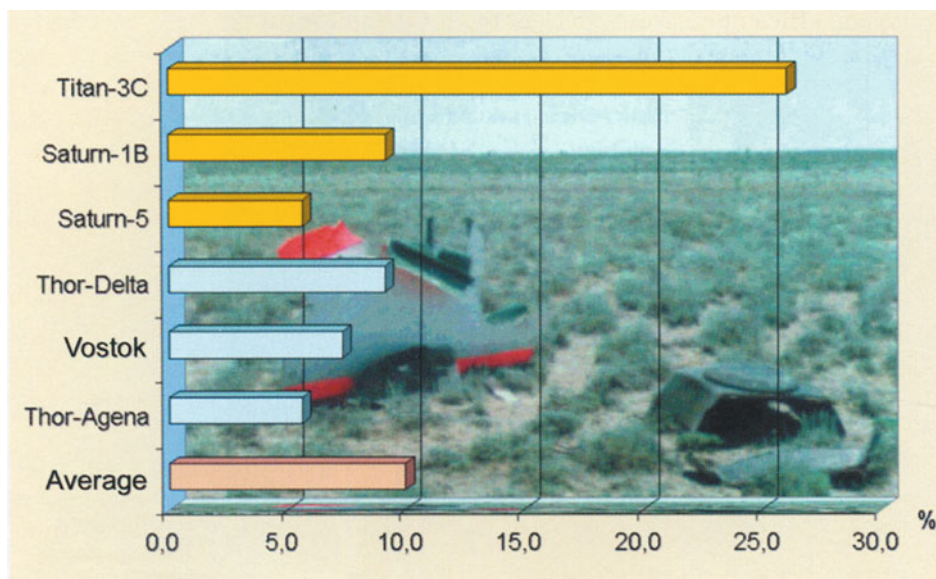 Titan-3C
Saturn-1B
Saturn-5
Thor-Delta
Vostok
Thor-Agena
Average
%
0,0 5,0 10,0 15,0 20,0 25,0 30,0